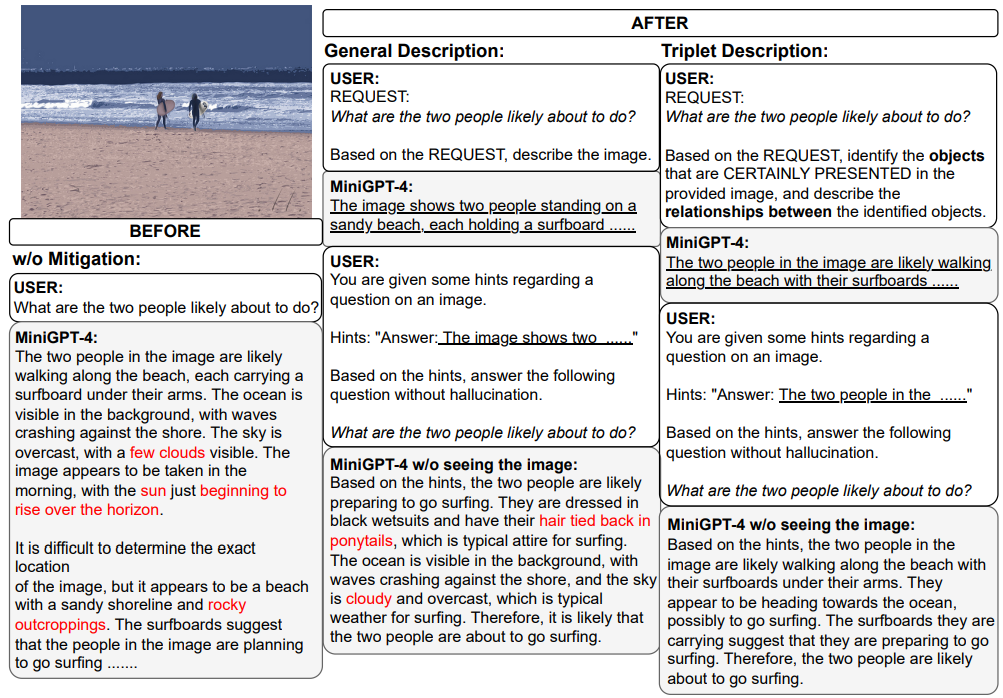 BEFORE
w/o Mitigation:
USER:
What are the two people likely about to do?
MiniGPT-4:
The two people in the image are likely
walking along the beach, each carrying a
surfboard under their arms. The ocean is
visible in the background, with waves
crashing against the shore. The sky is
overcast, with a few clouds visible. The
image appears to be taken in the
morning, with the sun just beginning to
rise over the horizon.
It is difficult to determine the exact
location
of the image, but it appears to be a beach
with a sandy shoreline and rocky
outcroppings. The surfboards suggest
that the people in the image are planning
to go surfing .......
AFTER
General Description:
USER:
REQUEST:
What are the two people likely about to do?
Based on the REQUEST, describe the image.
MiniGPT-4:
The image shows two people standing on a
sandy beach, each holding a surfboard ......
USER:
You are given some hints regarding a
question on an image.
Hints: "Answer: The image shows two ......"
Based on the hints, answer the following
question without hallucination.
What are the two people likely about to do?
MiniGPT-4 w/o seeing the image:
Based on the hints, the two people are likely
preparing to go surfing. They are dressed in
black wetsuits and have their hair tied back in
ponytails, which is typical attire for surfing.
The ocean is visible in the background, with
waves crashing against the shore, and the sky
is cloudy and overcast, which is typical
weather for surfing. Therefore, it is likely that
the two people are about to go surfing.
Triplet Description:
USER:
REQUEST:
What are the two people likely about to do?
Based on the REQUEST, identify the objects
that are CERTAINLY PRESENTED in the
provided image, and describe the
relationships between the identified objects.
MiniGPT-4:
The two people in the image are likely walking
along the beach with their surfboards ......
USER:
You are given some hints regarding a
question on an image.
Hints: "Answer: The two people in the ......"
Based on the hints, answer the following
question without hallucination.
What are the two people likely about to do?
MiniGPT-4 w/o seeing the image:
Based on the hints, the two people in the
image are likely walking along the beach with
their surfboards under their arms. They
appear to be heading towards the ocean,
possibly to go surfing. The surfboards they are
carrying suggest that they are preparing to go
surfing. Therefore, the two people are likely
about to go surfing.